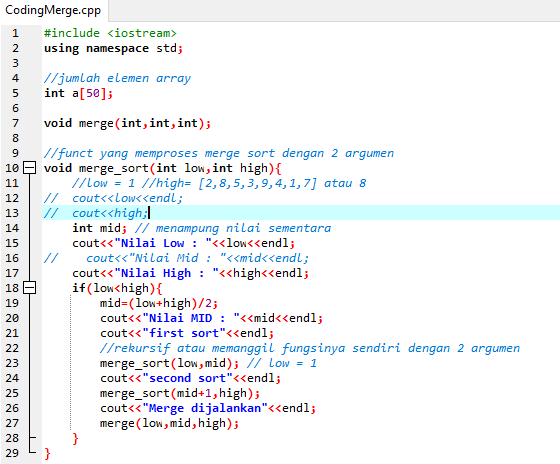 CodingMerge.cpp
1 #include <iostream>
2 using namespace std;
3
4 //jumlah elemen array
5 int a[50];
6
7 void merge(int,int,int);
8
9 //funct yang memproses merge sort dengan 2 argumen
10 void merge_sort(int low,int high){
11 //low = 1 //high= [2,8,5,3,9,4,1,7] atau 8
12 // cout<<low<<endl;
13 // cout<<high;
14 int mid; // menampung nilai sementara
15 cout<<"Nilai Low : "<<low<<endl;
16 // cout<<"Nilai Mid : "<<mid<<endl;
17 cout<<"Nilai High : "<<high<<endl;
18 if(low<high){
19 mid=(low+high)/2;
20 cout<<"Nilai MID : "<<mid<<endl;
21 cout<<"first sort"<<endl;
22 //rekursif atau memanggil fungsinya sendiri dengan 2 argumen
23 merge_sort(low,mid); // low = 1
24 cout<<"second sort"<<endl;
25 merge_sort(mid+1,high);
26 cout<<"Merge dijalankan"<<endl;
27 merge(low,mid,high);
28 }
29 }